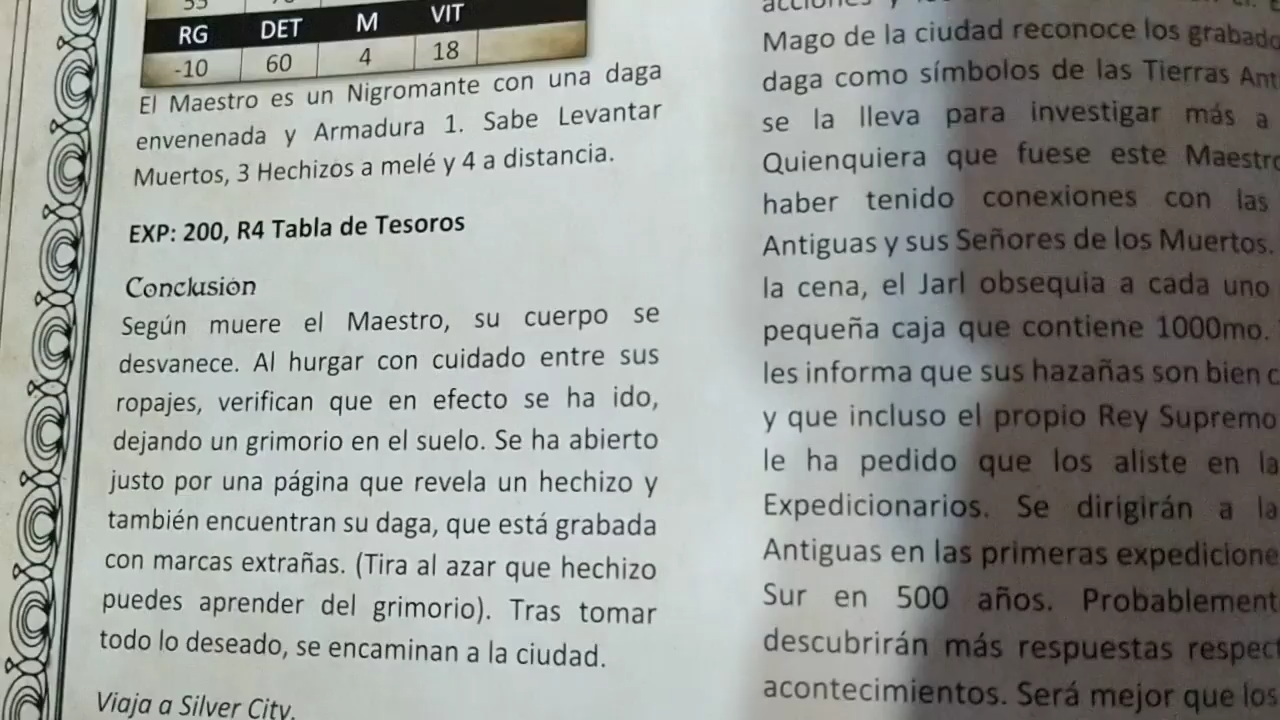 RG DET M VIT
-10 60 4 18
El Maestro es un Nigromante con una daga
envenenada y Armadura 1. Sabe Levantar
Muertos, 3 Hechizos a melé y 4 a distancia.
EXP: 200, R4 Tabla de Tesoros
Conclusión
Según muere el Maestro, su cuerpo se
desvanece. Al hurgar con cuidado entre sus
ropajes, verifican que en efecto se ha ido,
dejando un grimorio en el suelo. Se ha abierto
justo por una página que revela un hechizo y
también encuentran su daga, que está grabada
con marcas extrañas. (Tira al azar que hechizo
puedes aprender del grimorio). Tras tomar
todo lo deseado, se encaminan a la ciudad.
Viaja a Silver City.
Mago de la ciudad reconoce los
daga como símbolos de las Tierras
se la lleva para investigar más a
Quienquiera que fuese este
haber tenido conexiones con las
Antiguas y sus Señores de los Muertos.
la cena, el Jarl obsequia a cada uno
pequeña caja que contiene 1000mo.
les informa que sus hazañas son bien
y que incluso el propio Rey Supremo
le ha pedido que los aliste en la
Expedicionarios. Se dirigirán a la
Antiguas en las primeras
Sur en 500 años.
descubrirán más respuestas
acontecimientos. Será mejor que los